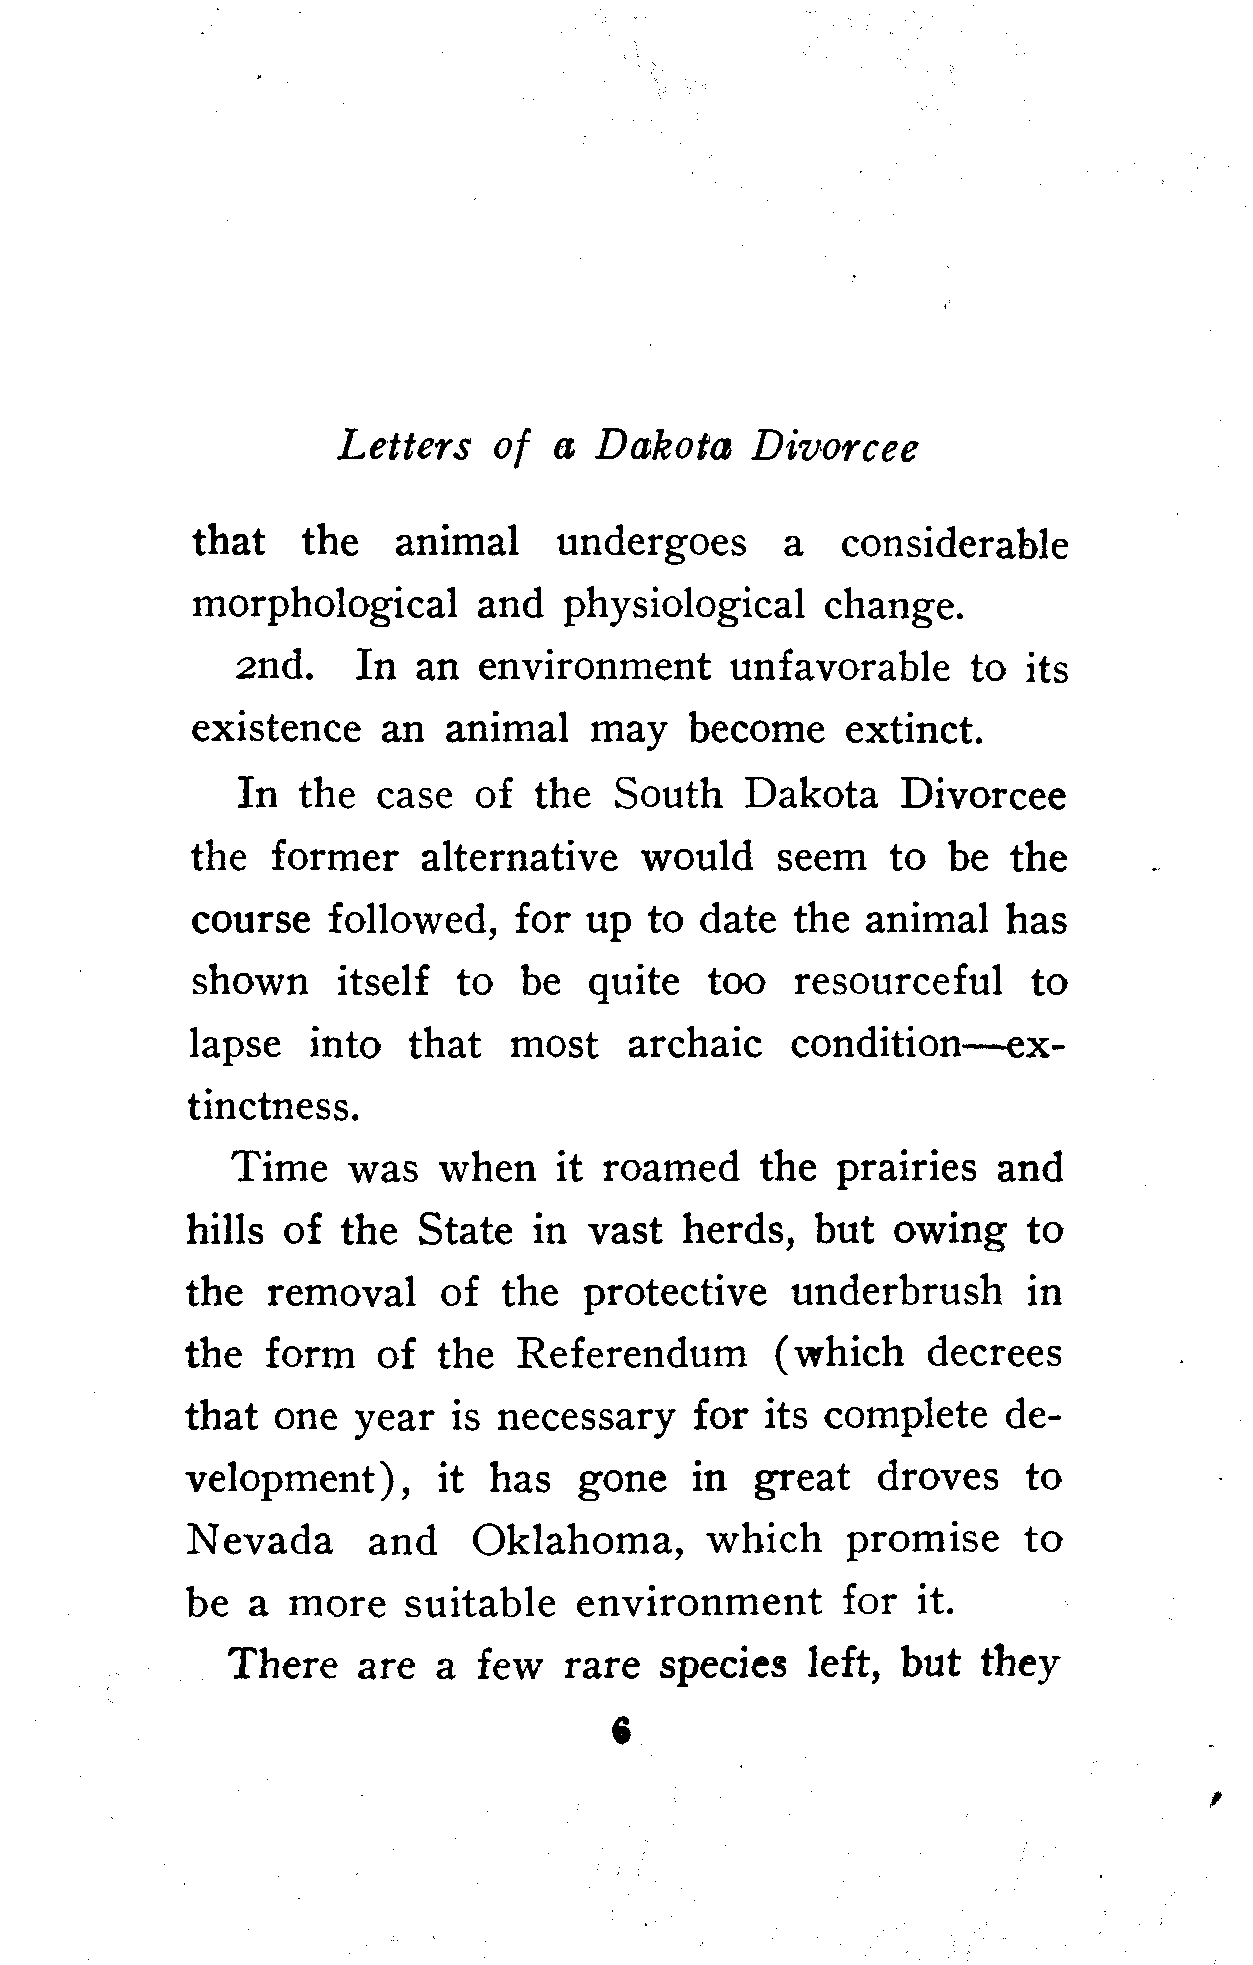 Letters of a Dakota Divorcee
that the animal undergoes a considerable
morphological and physiological change.
2nd. In an environment unfavorable to its
existence an animal may become extinct.
In the case of the South Dakota Divorcee
the former alternative would seem to be the
course followed, for up to date the animal has
shown itself to be quite too resourceful to
lapse into that most archaic condition—ex-
tinctness.
Time was when it roamed the prairies and
hills of the State in vast herds, but owing to
the removal of the protective underbrush in
the form of the Referendum (which decrees
that one year is necessary for its complete de-
velopment), it has gone in great droves to
Nevada and Oklahoma, which promise to
be a more suitable environment for it.
There are a few rare species left, but they
6